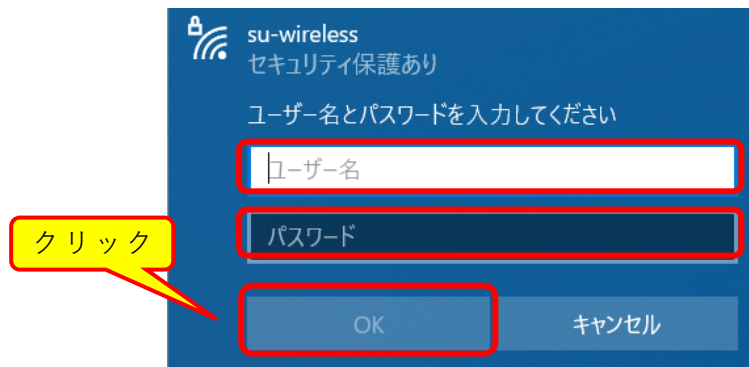 su-wireless
セキュリティ保護あり
ユーザー名とパスワードを入力してください
ユーザー名
パスワード
クリック
OK
キャンセル